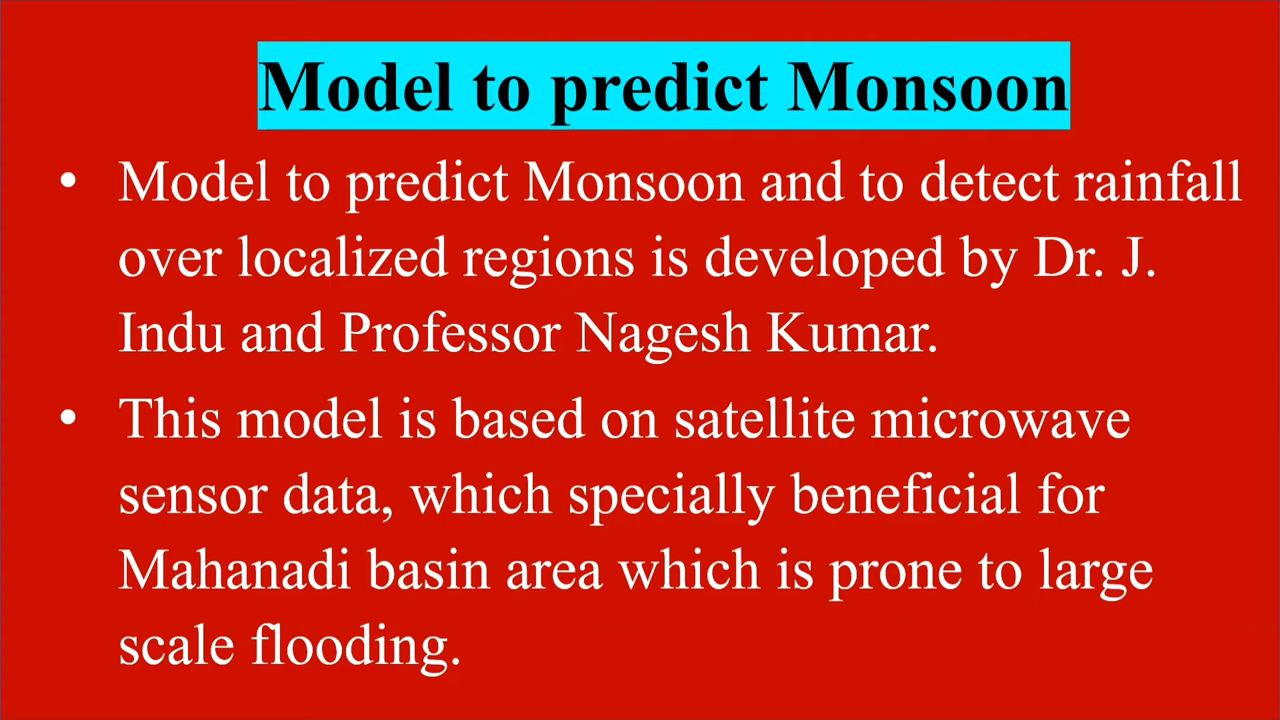 Model to predict Monsoon
• Model to predict Monsoon and to detect rainfall
over localized regions is developed by Dr. J.
Indu and Professor Nagesh Kumar.
• This model is based on satellite microwave
sensor data, which specially beneficial for
Mahanadi basin area which is prone to large
scale flooding.